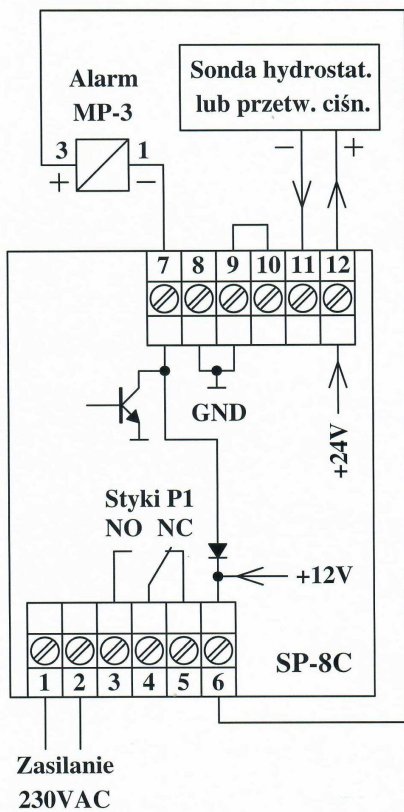 Alarm
MP-3
Sonda hydrostat.
lub przetw. ciśn.
3 1
+ −
− +
7 8 9 10 11 12
GND
+24V
Styki P1
NO NC
+12V
SP-8C
1 2 3 4 5 6
Zasilanie
230VAC